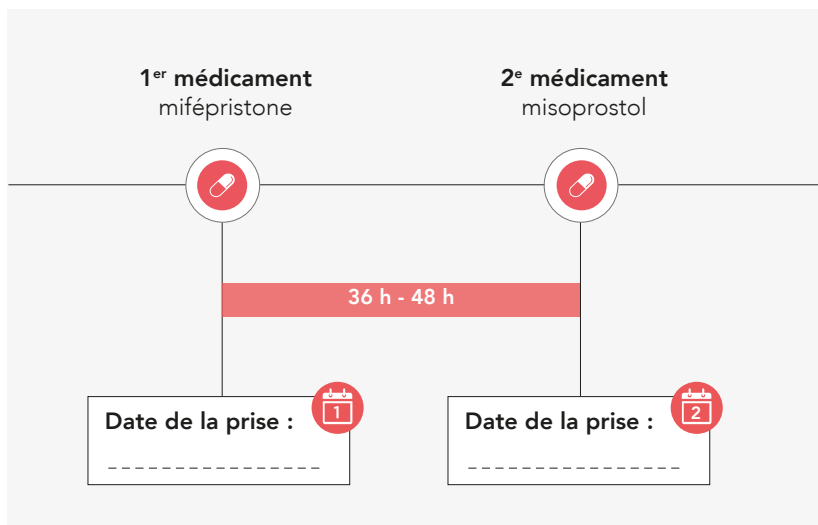 1er médicament
mifépristone
2e médicament
misoprostol
36 h - 48 h
Date de la prise :
1
_ _ _ _ _ _ _ _ _ _ _ _ _ _ _ _
Date de la prise :
2
_ _ _ _ _ _ _ _ _ _ _ _ _ _ _ _